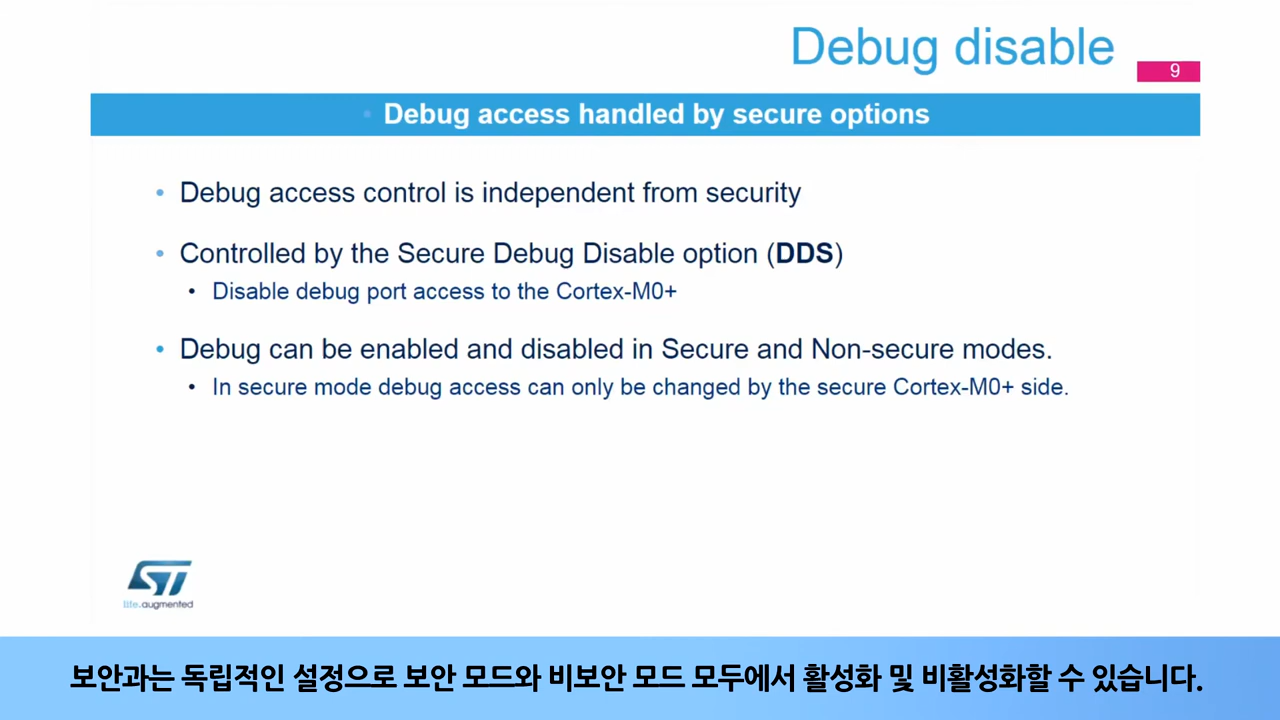 Debug disable
9
• Debug access handled by secure options
• Debug access control is independent from security
• Controlled by the Secure Debug Disable option (DDS)
• Disable debug port access to the Cortex-M0+
• Debug can be enabled and disabled in Secure and Non-secure modes.
• In secure mode debug access can only be changed by the secure Cortex-M0+ side.
ST
life.augmented
보안과는 독립적인 설정으로 보안 모드와 비보안 모드 모두에서 활성화 및 비활성화할 수 있습니다.